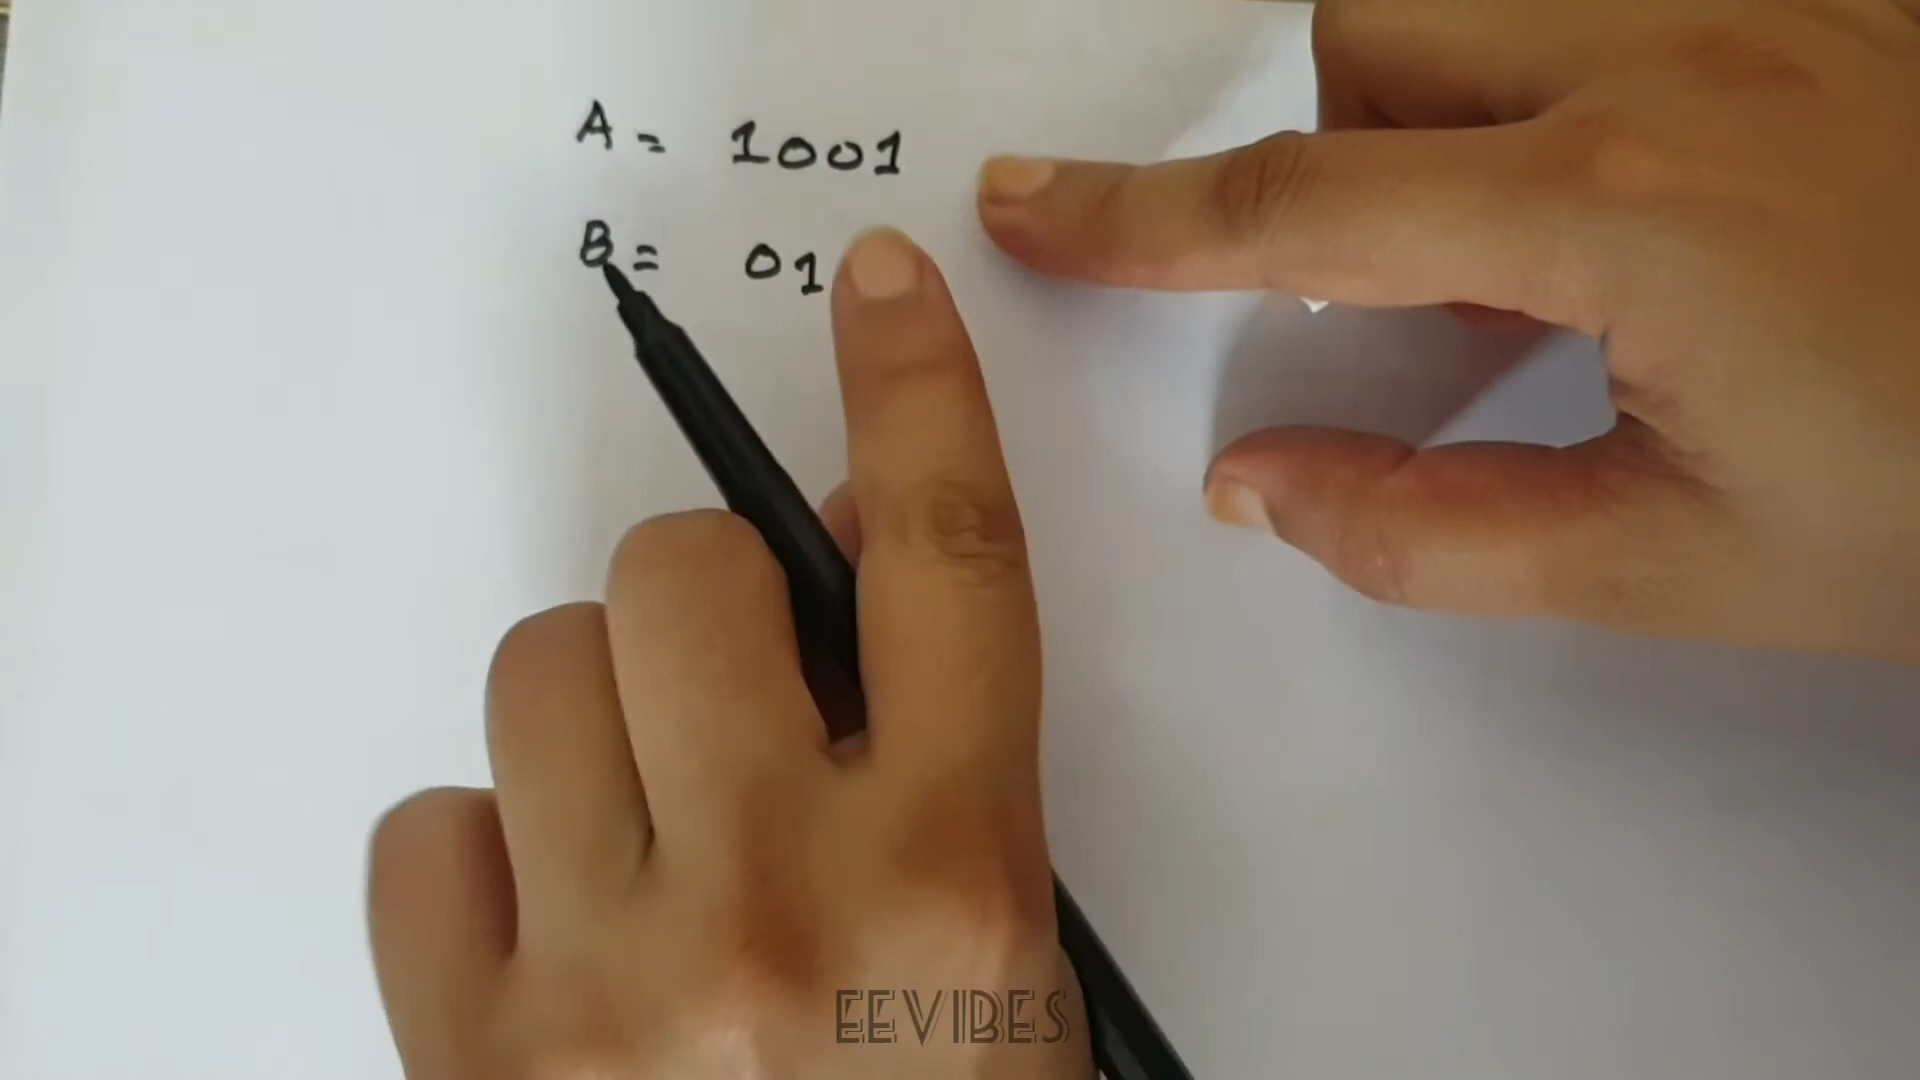 A = 1001
B = 01
EEVIBES